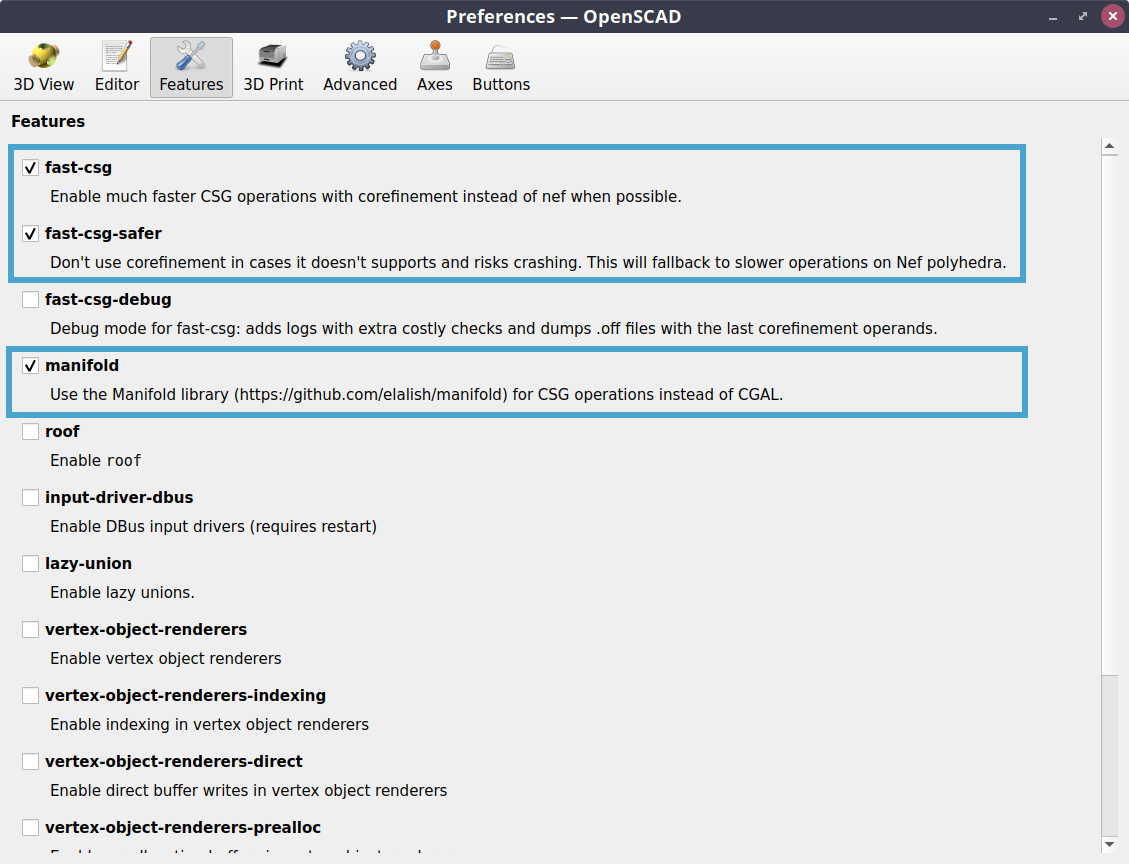 Preferences — OpenSCAD
3D View Editor Features 3D Print Advanced Axes Buttons
Features
fast-csg
Enable much faster CSG operations with corefinement instead of nef when possible.
fast-csg-safer
Don't use corefinement in cases it doesn't supports and risks crashing. This will fallback to slower operations on Nef polyhedra.
fast-csg-debug
Debug mode for fast-csg: adds logs with extra costly checks and dumps .off files with the last corefinement operands.
manifold
Use the Manifold library (https://github.com/elalish/manifold) for CSG operations instead of CGAL.
roof
Enable roof
input-driver-dbus
Enable DBus input drivers (requires restart)
lazy-union
Enable lazy unions.
vertex-object-renderers
Enable vertex object renderers
vertex-object-renderers-indexing
Enable indexing in vertex object renderers
vertex-object-renderers-direct
Enable direct buffer writes in vertex object renderers
vertex-object-renderers-prealloc